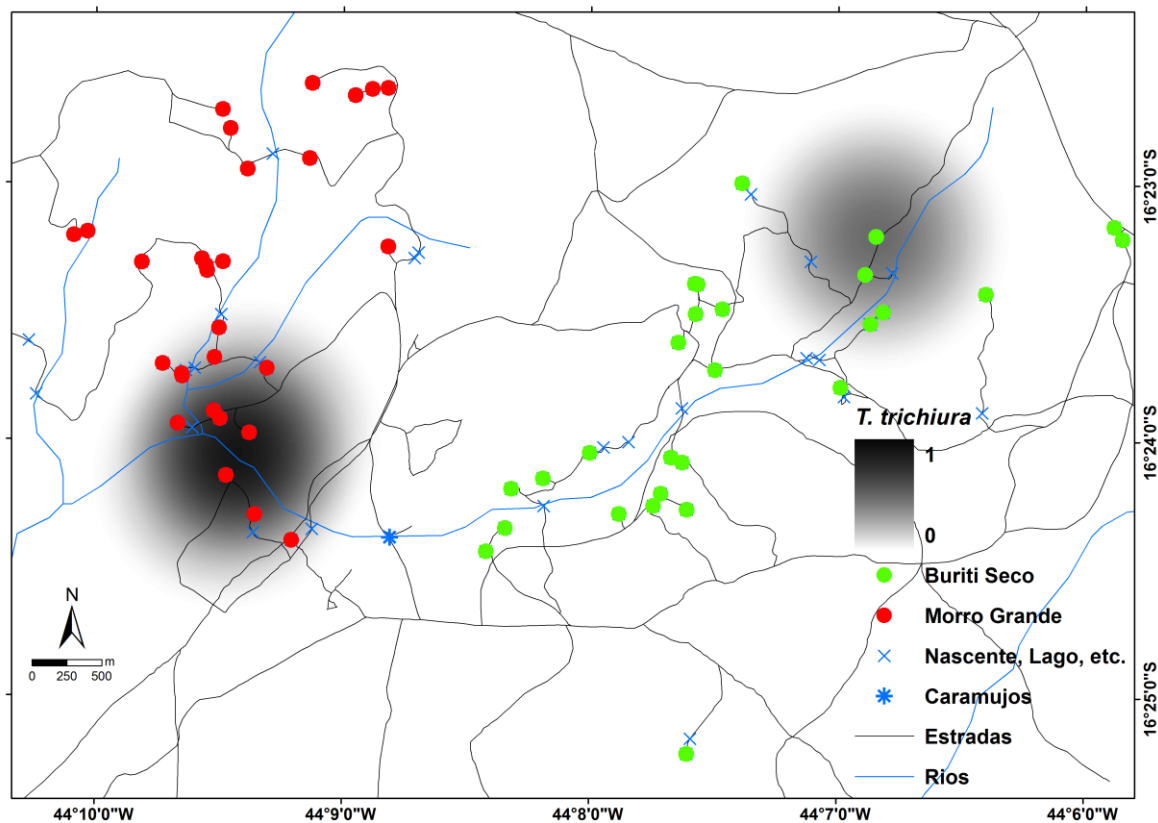 16°23'0"S
T. trichiura
1
16°24'0"S
0
Buriti Seco
N
Morro Grande
Nascente, Lago, etc.
m
0 250 500
Caramujos
16°25'0"S
Estradas
Rios
44°10'0"W 44°9'0"W 44°8'0"W 44°7'0"W 44°6'0"W